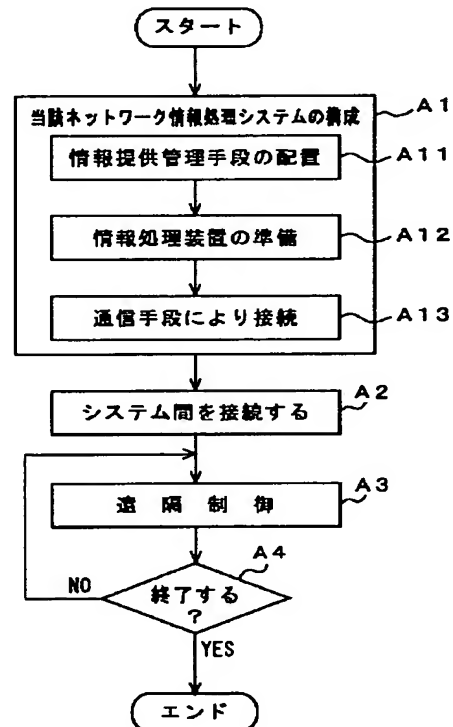 スタート
当該ネットワーク情報処理システムの構成
A1
情報提供管理手段の配置
A11
情報処理装置の準備
A12
通信手段により接続
A13
システム間を接続する
A2
遠隔制御
A3
A4
終了する
?
NO
YES
エンド